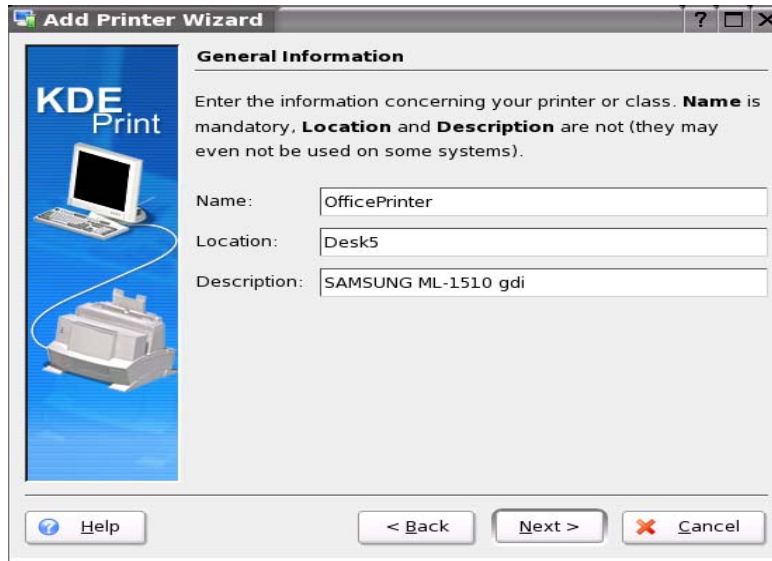 Add Printer Wizard ? X
KDE
Print
General Information
Enter the information concerning your printer or class. Name is
mandatory, Location and Description are not (they may
even not be used on some systems).
Name: OfficePrinter
Location: Desk5
Description: SAMSUNG ML-1510 gdi
Help < Back Next > Cancel